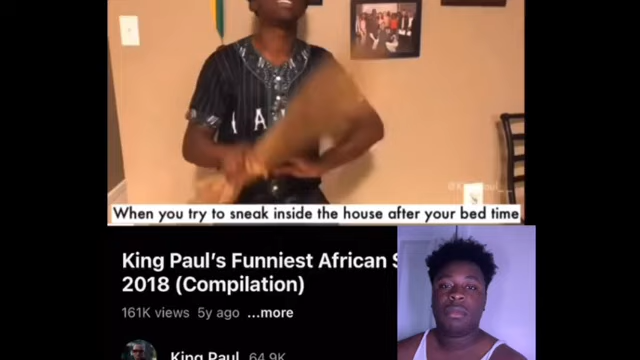 I A
When you try to sneak inside the house after your bed time
King Paul's Funniest African S
2018 (Compilation)
161K views 5y ago ...more
King Paul 64.9K